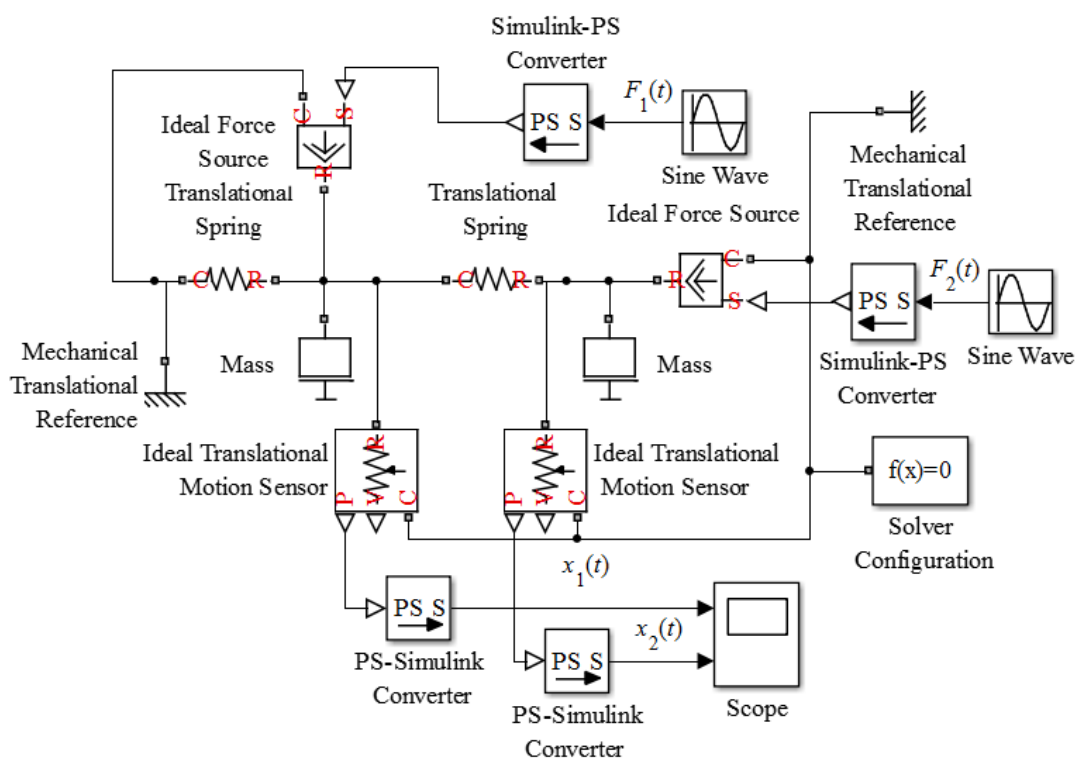 Simulink-PS
Converter
F₁(t)
PS S
Sine Wave
Ideal Force
Source
C
S
R
Translational
Spring
Translational
Spring
Ideal Force Source
Mechanical
Translational
Reference
C R
C R
R
C
S
F₂(t)
PS S
Sine Wave
Simulink-PS
Converter
Mechanical
Translational
Reference
Mass
Mass
Ideal Translational
Motion Sensor
R
P V C
Ideal Translational
Motion Sensor
R
P V C
f(x)=0
Solver
Configuration
x₁(t)
PS S
PS-Simulink
Converter
x₂(t)
PS S
PS-Simulink
Converter
Scope